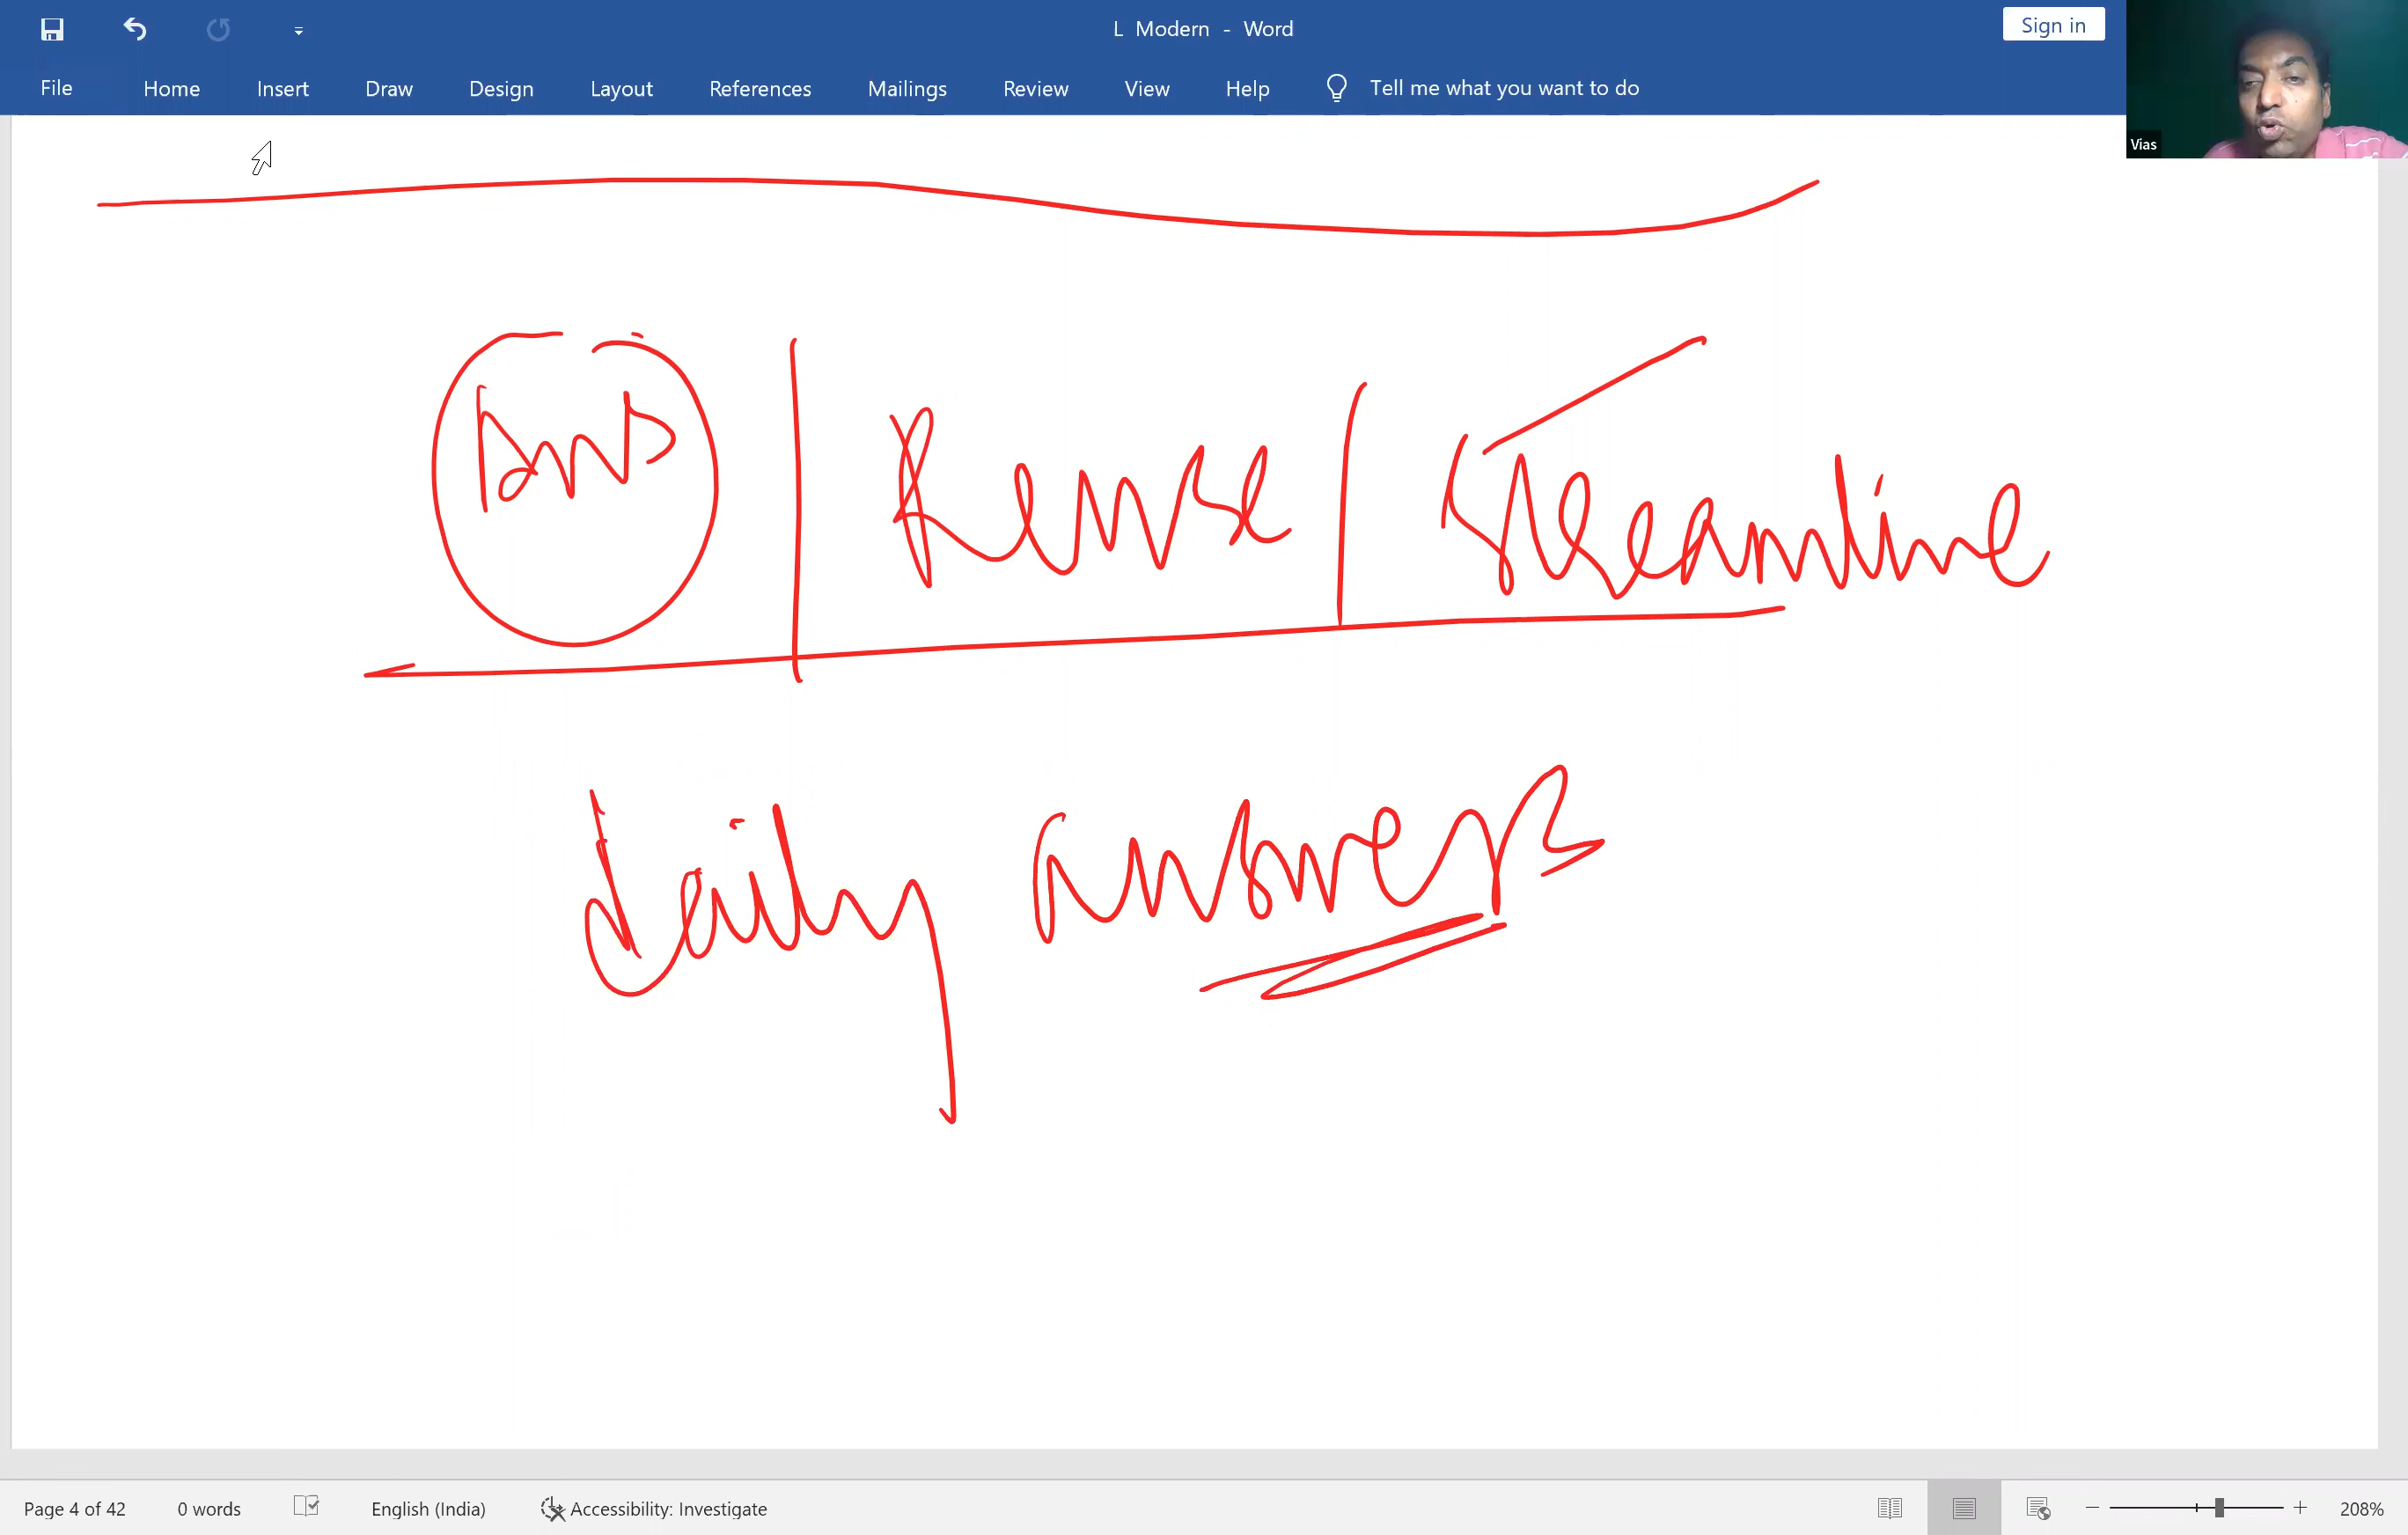 L Modern - Word
Sign in
File Home Insert Draw Design Layout References Mailings Review View Help Tell me what you want to do
Vias
Ans Revise Streamline
daily answers
Page 4 of 42 0 words English (India) Accessibility: Investigate 208%